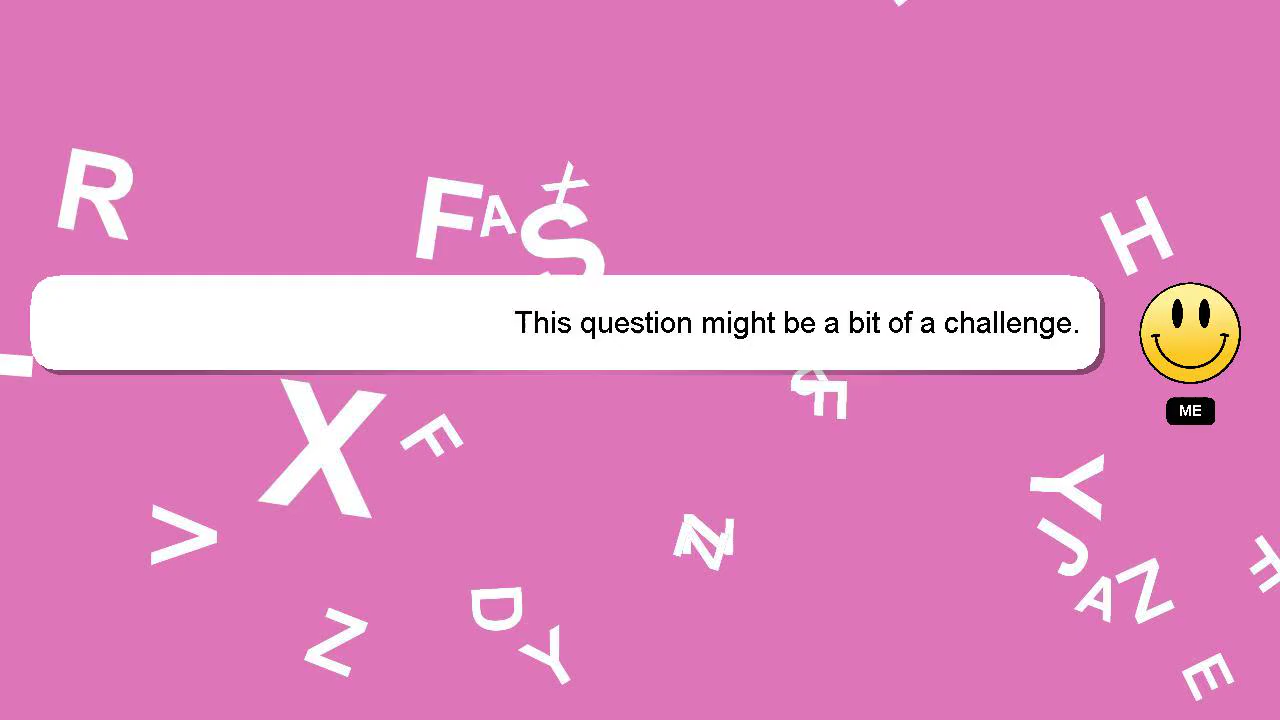 R
F A X
S
H
This question might be a bit of a challenge.
ME
X
F
F
Y
V
N
J
A
Z
F
D
Z
Y
E